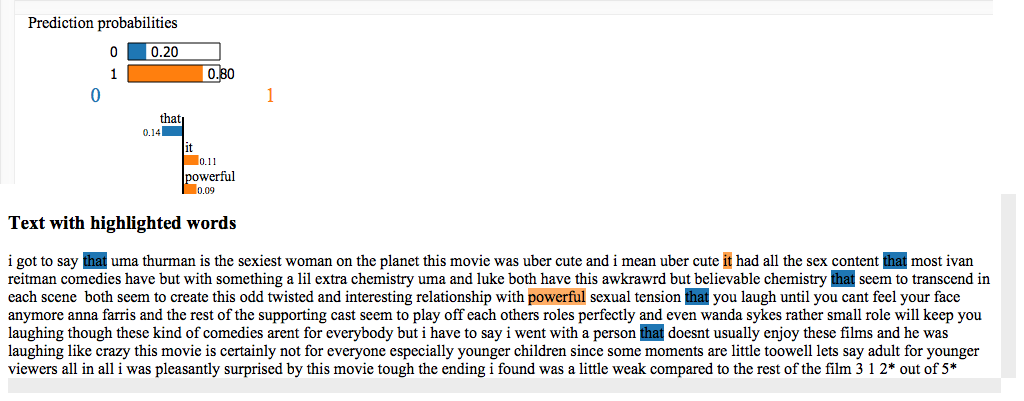 Prediction probabilities
0 0.20
1 0.80
0 1
that
0.14
it
0.11
powerful
0.09
Text with highlighted words
i got to say that uma thurman is the sexiest woman on the planet this movie was uber cute and i mean uber cute it had all the sex content that most ivan
reitman comedies have but with something a lil extra chemistry uma and luke both have this awkrawrd but believable chemistry that seem to transcend in
each scene both seem to create this odd twisted and interesting relationship with powerful sexual tension that you laugh until you cant feel your face
anymore anna farris and the rest of the supporting cast seem to play off each others roles perfectly and even wanda sykes rather small role will keep you
laughing though these kind of comedies arent for everybody but i have to say i went with a person that doesnt usually enjoy these films and he was
laughing like crazy this movie is certainly not for everyone especially younger children since some moments are little toowell lets say adult for younger
viewers all in all i was pleasantly surprised by this movie tough the ending i found was a little weak compared to the rest of the film 3 1 2* out of 5*